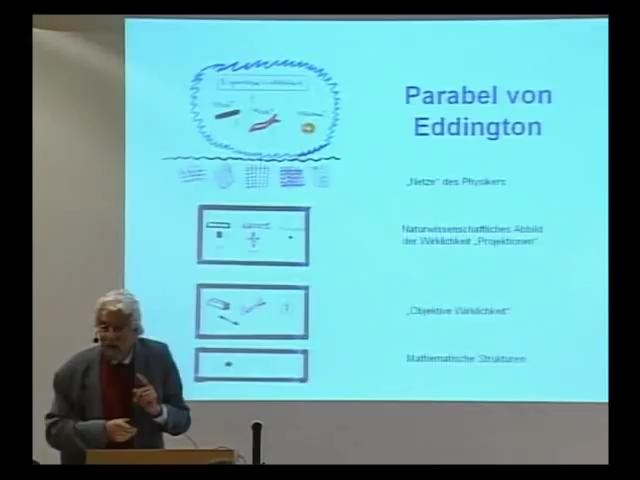 Parabel von
Eddington
„Netze" des Physikers
Naturwissenschaftliches Abbild
der Wirklichkeit „Projektionen"
„Objektive Wirklichkeit"
Mathematische Strukturen